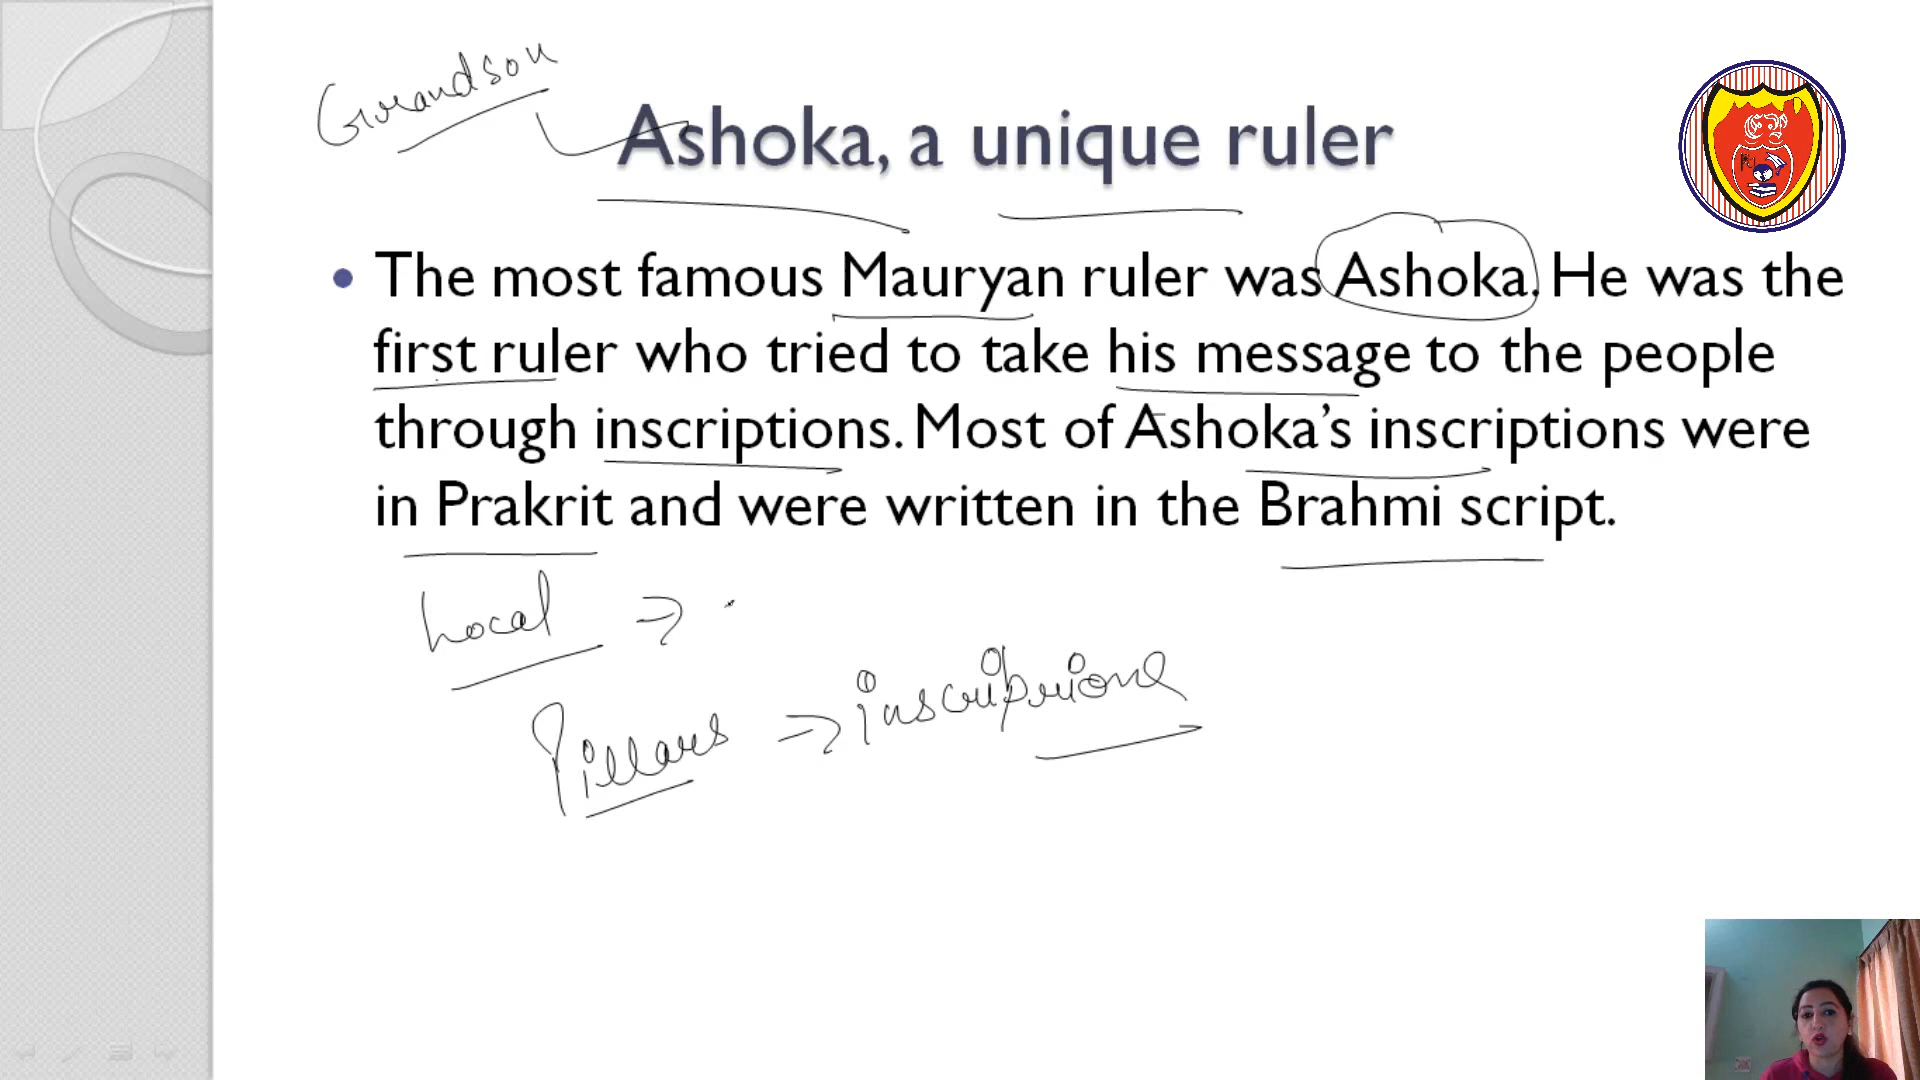 Grandson
Ashoka, a unique ruler
• The most famous Mauryan ruler was Ashoka. He was the
first ruler who tried to take his message to the people
through inscriptions. Most of Ashoka’s inscriptions were
in Prakrit and were written in the Brahmi script.
Local →
Pillars → inscriptions